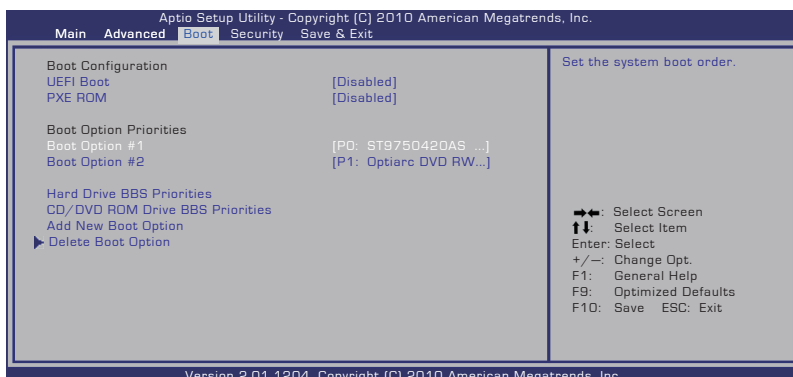 Aptio Setup Utility - Copyright (C) 2010 American Megatrends, Inc.
Main Advanced Boot Security Save & Exit
Boot Configuration
UEFI Boot [Disabled]
PXE ROM [Disabled]
Boot Option Priorities
Boot Option #1 [P0: ST9750420AS ...]
Boot Option #2 [P1: Optiarc DVD RW...]
Hard Drive BBS Priorities
CD/DVD ROM Drive BBS Priorities
Add New Boot Option
Delete Boot Option
Set the system boot order.
→←: Select Screen
↑↓: Select Item
Enter: Select
+/—: Change Opt.
F1: General Help
F9: Optimized Defaults
F10: Save ESC: Exit
Version 2.01.1204. Copyright (C) 2010 American Megatrends, Inc.